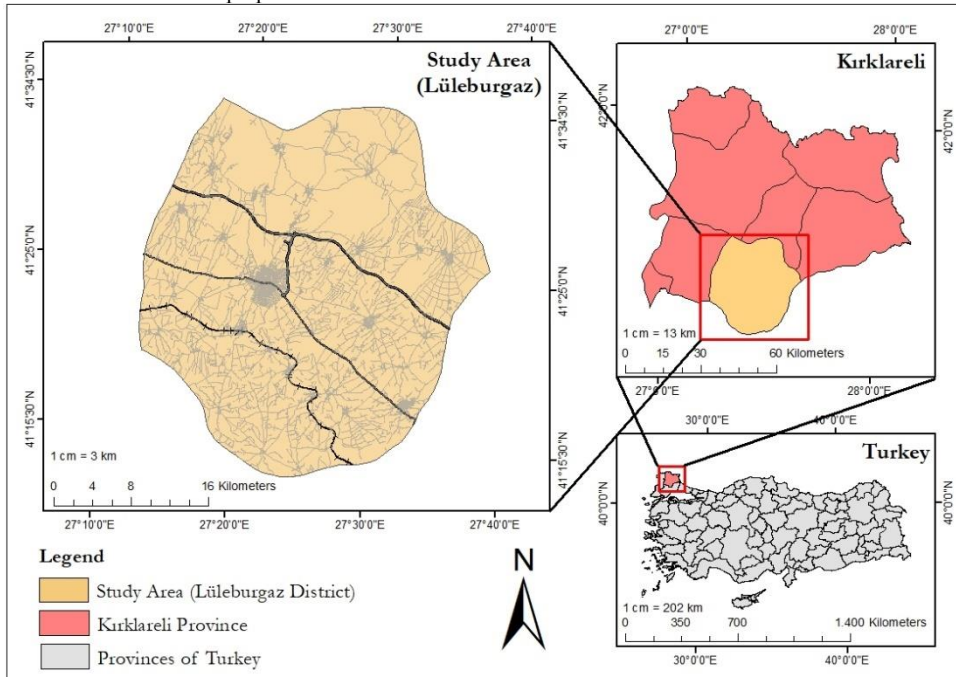 27°10'0"E 27°20'0"E 27°30'0"E 27°40'0"E
Study Area
(Lüleburgaz)
41°34'30"N
41°25'0"N
41°15'30"N
41°34'30"N
41°25'0"N
41°15'30"N
1 cm = 3 km
0 4 8 16 Kilometers
27°10'0"E 27°20'0"E 27°30'0"E 27°40'0"E
27°0'0"E 28°0'0"E
Kırklareli
42°0'0"N
42°0'0"N
1 cm = 13 km
0 15 30 60 Kilometers
27°0'0"E 28°0'0"E
30°0'0"E 40°0'0"E
Turkey
40°0'0"N
40°0'0"N
1 cm = 202 km
0 350 700 1.400 Kilometers
30°0'0"E 40°0'0"E
Legend
Study Area (Lüleburgaz District)
Kırklareli Province
Provinces of Turkey
N